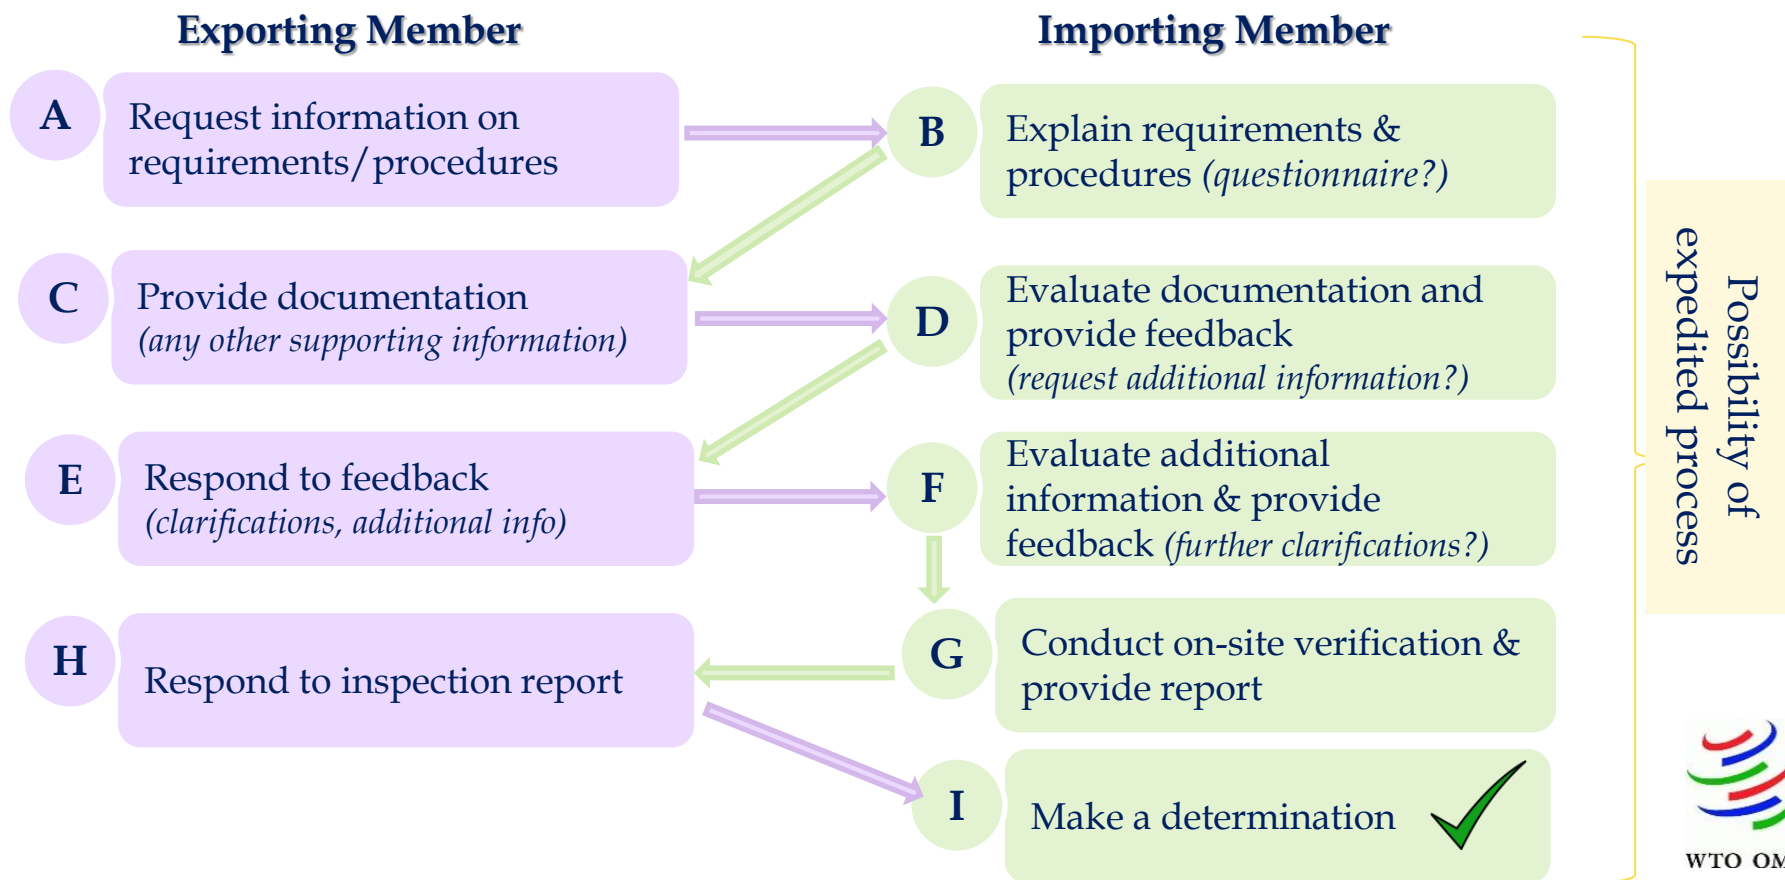 Exporting Member
Importing Member
A
Request information on
requirements/procedures
B
Explain requirements &
procedures (questionnaire?)
C
Provide documentation
(any other supporting information)
D
Evaluate documentation and
provide feedback
(request additional information?)
E
Respond to feedback
(clarifications, additional info)
F
Evaluate additional
information & provide
feedback (further clarifications?)
G
Conduct on-site verification &
provide report
H
Respond to inspection report
I
Make a determination
Possibility of
expedited process
WTO OM